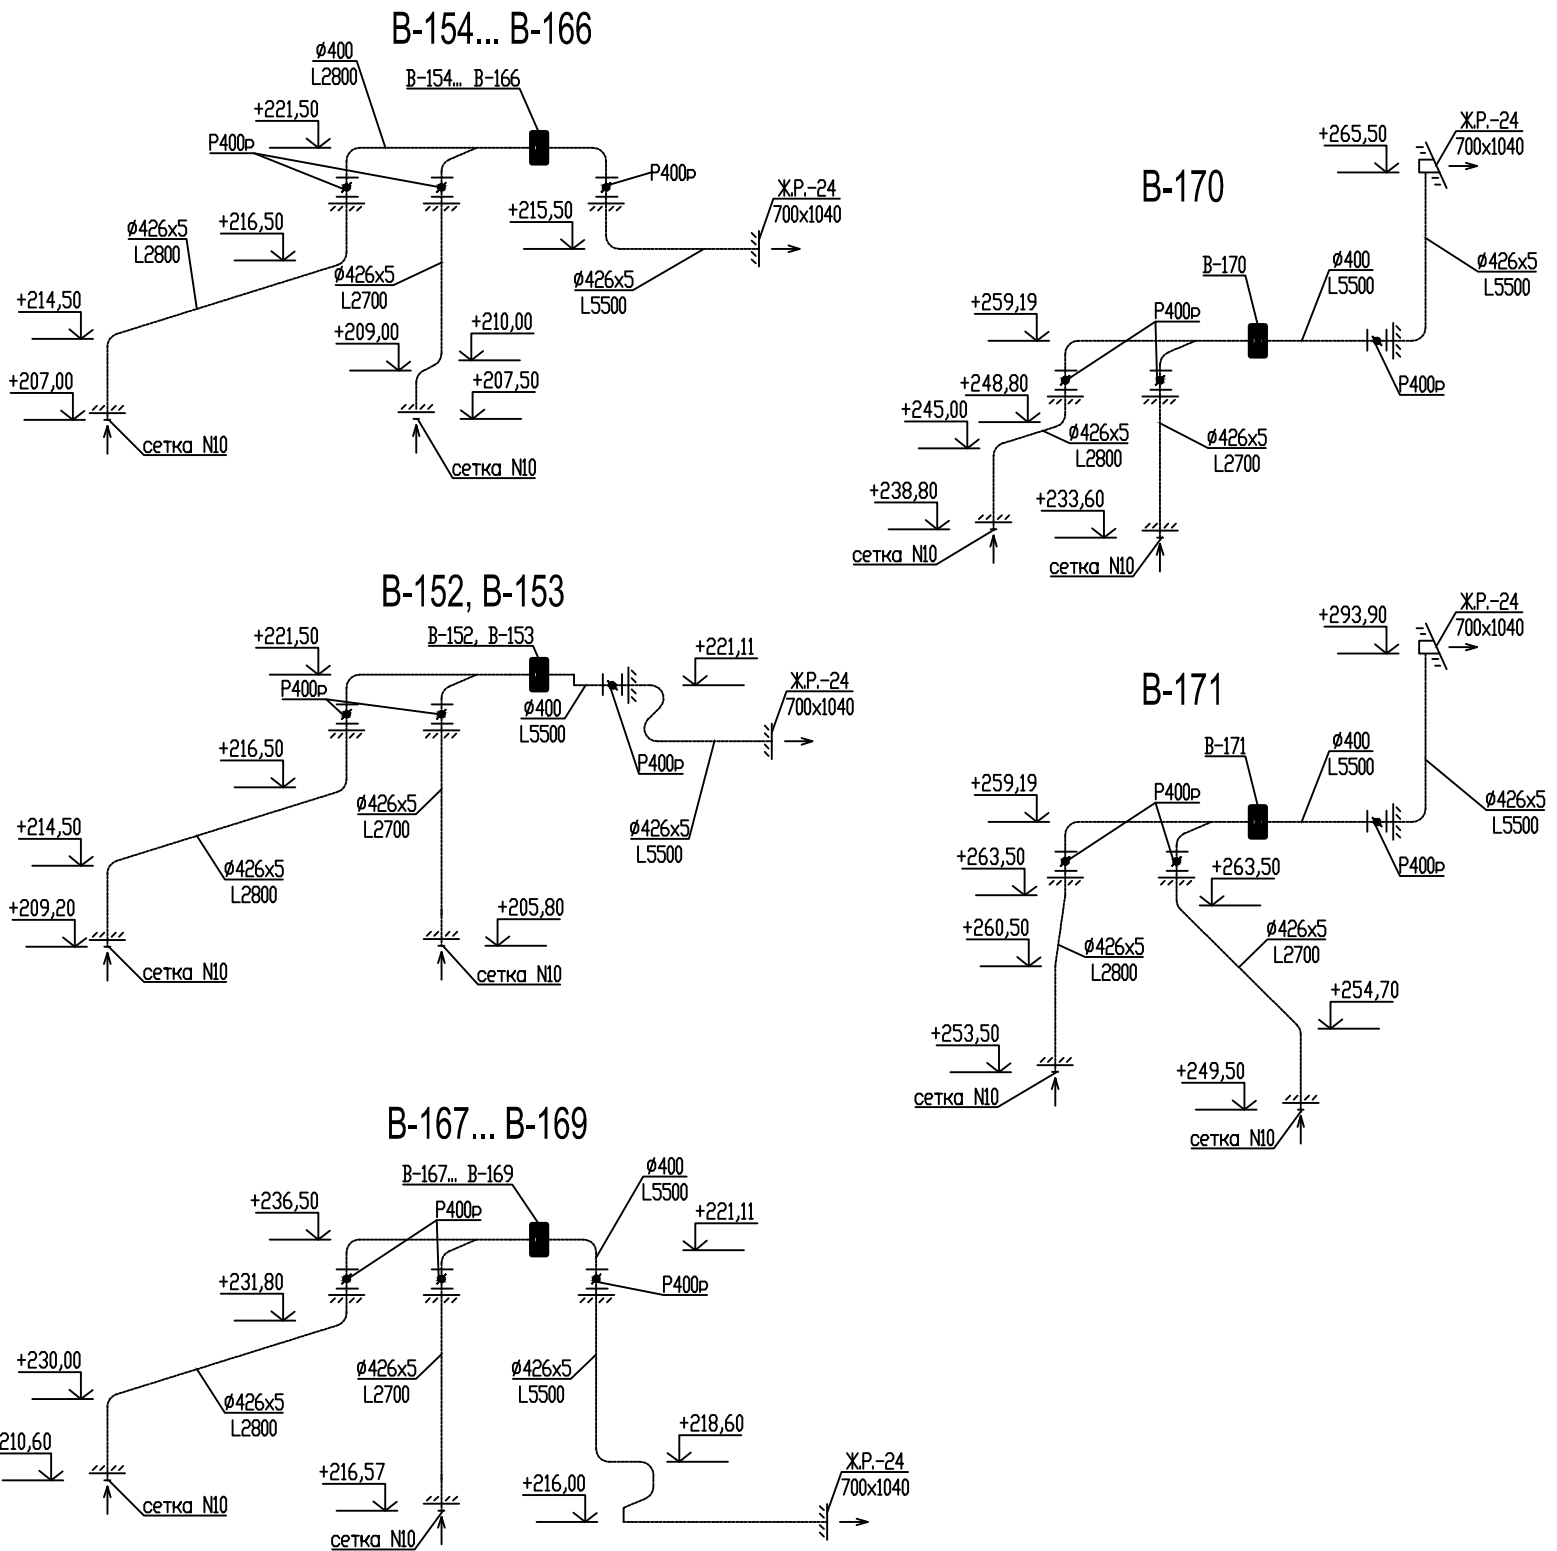 В-154... В-166
ø400
L2800
В-154... В-166
+221,50
Р400р
Р400р
Ж.Р.-24
700х1040
+215,50
ø426х5
L2800
+216,50
ø426х5
L2700
ø426х5
L5500
+214,50
+209,00
+210,00
+207,00
+207,50
сетка N10
сетка N10
В-152, В-153
+221,50
В-152, В-153
+221,11
Р400р
Ж.Р.-24
700х1040
ø400
L5500
+216,50
Р400р
ø426х5
L2700
+214,50
ø426х5
L5500
ø426х5
L2800
+209,20
+205,80
сетка N10
сетка N10
В-167... В-169
В-167... В-169
ø400
L5500
+236,50
Р400р
+221,11
+231,80
Р400р
+230,00
ø426х5
L2700
ø426х5
L5500
ø426х5
L2800
210,60
+218,60
+216,57
+216,00
Ж.Р.-24
700х1040
сетка N10
сетка N10
В-170
+265,50
Ж.Р.-24
700х1040
В-170
ø400
L5500
ø426х5
L5500
+259,19
Р400р
+248,80
Р400р
+245,00
ø426х5
L2800
ø426х5
L2700
+238,80
+233,60
сетка N10
сетка N10
В-171
+293,90
Ж.Р.-24
700х1040
В-171
ø400
L5500
+259,19
Р400р
ø426х5
L5500
+263,50
+263,50
Р400р
+260,50
ø426х5
L2800
ø426х5
L2700
+254,70
+253,50
+249,50
сетка N10
сетка N10